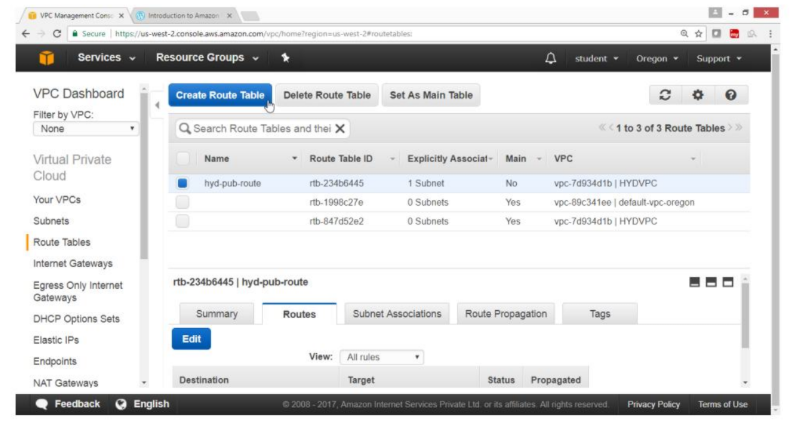 VPC Management Conso
Introduction to Amazon
Secure | https://us-west-2.console.aws.amazon.com/vpc/home?region=us-west-2#routetables:
Services
Resource Groups
student
Oregon
Support
VPC Dashboard
Filter by VPC:
None
Virtual Private
Cloud
Your VPCs
Subnets
Route Tables
Internet Gateways
Egress Only Internet
Gateways
DHCP Options Sets
Elastic IPs
Endpoints
NAT Gateways
Create Route Table
Delete Route Table
Set As Main Table
Search Route Tables and thei X
1 to 3 of 3 Route Tables
Name Route Table ID Explicitly Associat Main VPC
hyd-pub-route rtb-234b6445 1 Subnet No vpc-7d934d1b | HYDVPC
rtb-1998c27e 0 Subnets Yes vpc-89c341ee | default-vpc-oregon
rtb-847d52e2 0 Subnets Yes vpc-7d934d1b | HYDVPC
rtb-234b6445 | hyd-pub-route
Summary Routes Subnet Associations Route Propagation Tags
Edit
View: All rules
Destination Target Status Propagated
Feedback English © 2008 - 2017, Amazon Internet Services Private Ltd. or its affiliates. All rights reserved. Privacy Policy Terms of Use